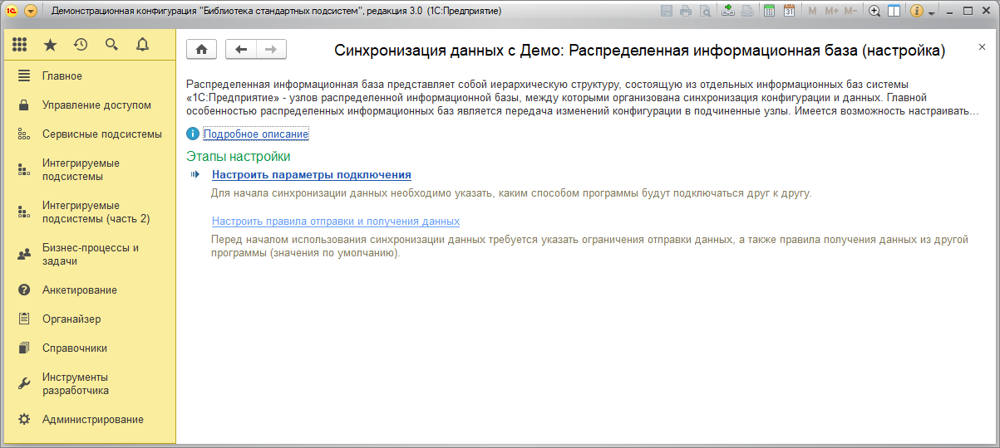 Демонстрационная конфигурация "Библиотека стандартных подсистем", редакция 3.0 (1С:Предприятие)
31
M M+ M-
Главное
Управление доступом
Сервисные подсистемы
Интегрируемые
подсистемы
Интегрируемые
подсистемы (часть 2)
Бизнес-процессы и
задачи
Анкетирование
Органайзер
Справочники
Инструменты
разработчика
Администрирование
Синхронизация данных с Демо: Распределенная информационная база (настройка)
Распределенная информационная база представляет собой иерархическую структуру, состоящую из отдельных информационных баз системы
«1С:Предприятие» - узлов распределенной информационной базы, между которыми организована синхронизация конфигурации и данных. Главной
особенностью распределенных информационных баз является передача изменений конфигурации в подчиненные узлы. Имеется возможность настраивать...
Подробное описание
Этапы настройки
Настроить параметры подключения
Для начала синхронизации данных необходимо указать, каким способом программы будут подключаться друг к другу.
Настроить правила отправки и получения данных
Перед началом использования синхронизации данных требуется указать ограничения отправки данных, а также правила получения данных из другой
программы (значения по умолчанию).